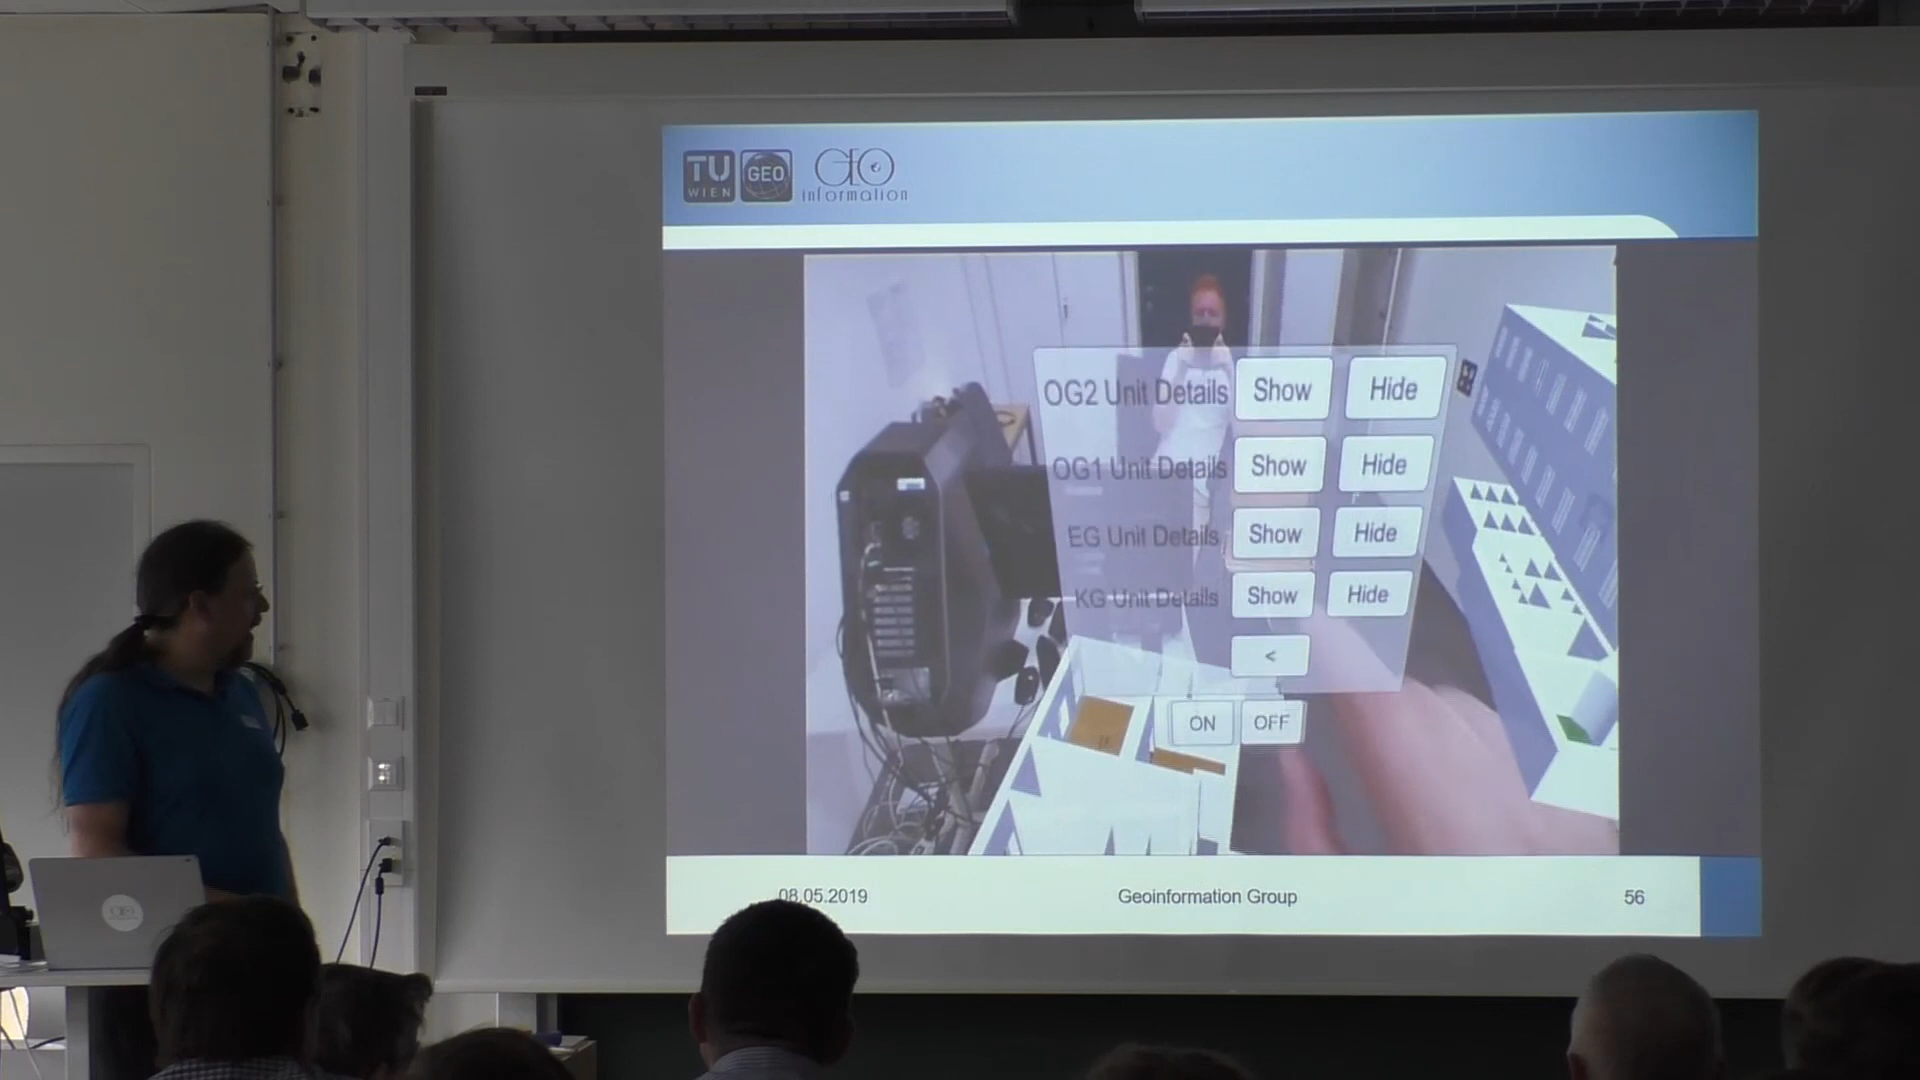 TU
WIEN
GEO
GEO
information
OG2 Unit Details Show Hide
OG1 Unit Details Show Hide
EG Unit Details Show Hide
KG Unit Details Show Hide
<
ON OFF
08.05.2019 Geoinformation Group 56